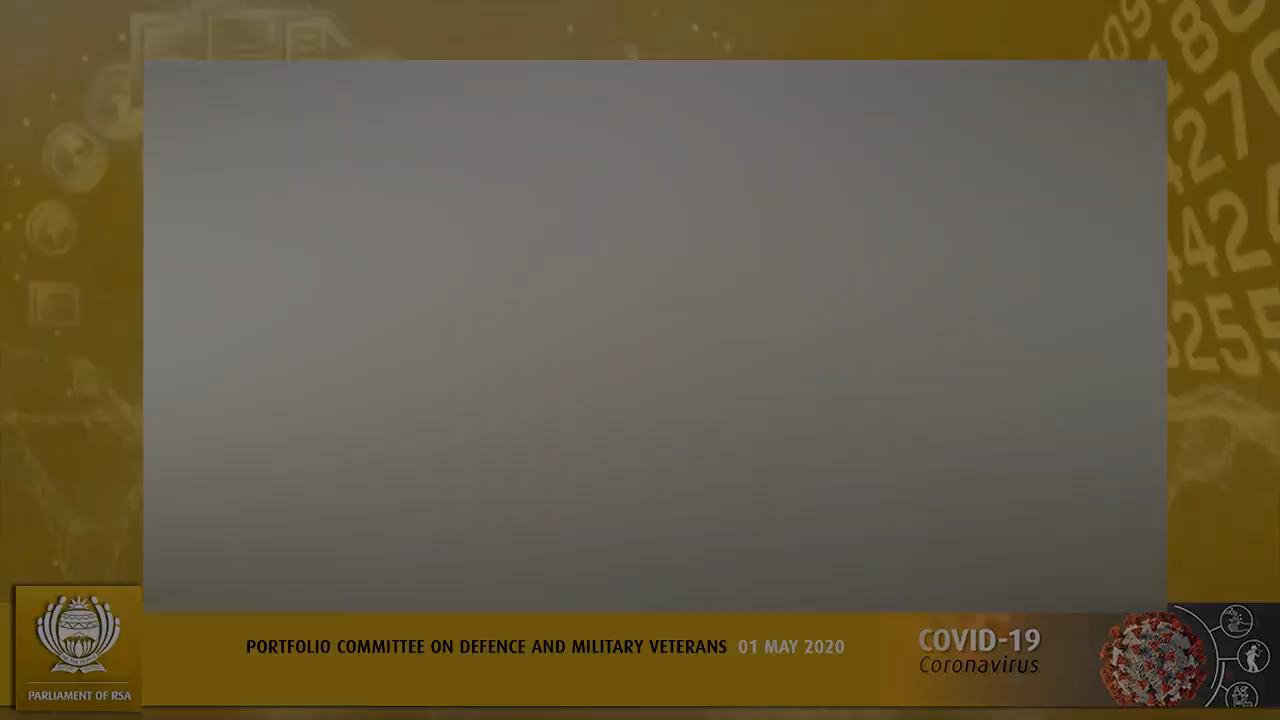 PORTFOLIO COMMITTEE ON DEFENCE AND MILITARY VETERANS 01 MAY 2020
COVID-19
Coronavirus
PARLIAMENT OF RSA